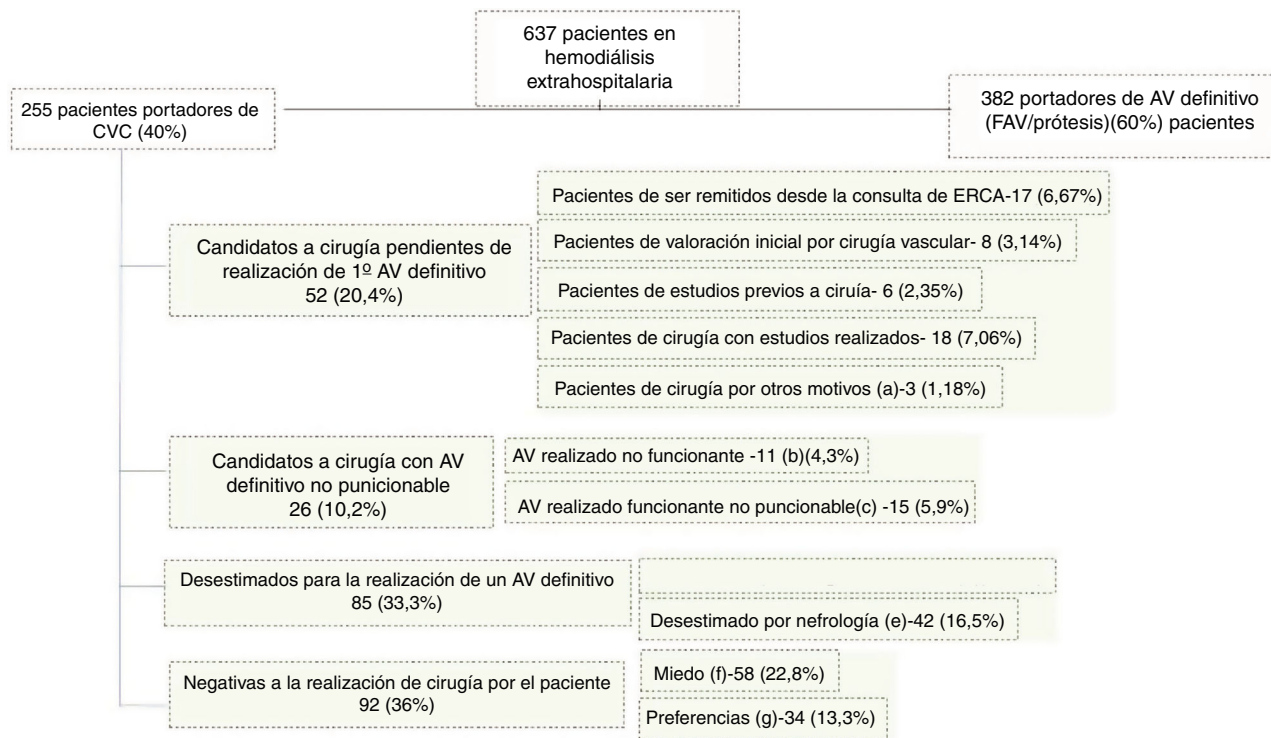 637 pacientes en
hemodiálisis
extrahospitalaria
255 pacientes portadores de
CVC (40%)
382 portadores de AV definitivo
(FAV/prótesis)(60%) pacientes
Candidatos a cirugía pendientes de
realización de 1º AV definitivo
52 (20,4%)
Pacientes de ser remitidos desde la consulta de ERCA-17 (6,67%)
Pacientes de valoración inicial por cirugía vascular- 8 (3,14%)
Pacientes de estudios previos a ciruía- 6 (2,35%)
Pacientes de cirugía con estudios realizados- 18 (7,06%)
Pacientes de cirugía por otros motivos (a)-3 (1,18%)
Candidatos a cirugía con AV
definitivo no punicionable
26 (10,2%)
AV realizado no funcionante -11 (b)(4,3%)
AV realizado funcionante no puncionable(c) -15 (5,9%)
Desestimados para la realización de un AV definitivo
85 (33,3%)
Desestimado por nefrología (e)-42 (16,5%)
Negativas a la realización de cirugía por el paciente
92 (36%)
Miedo (f)-58 (22,8%)
Preferencias (g)-34 (13,3%)